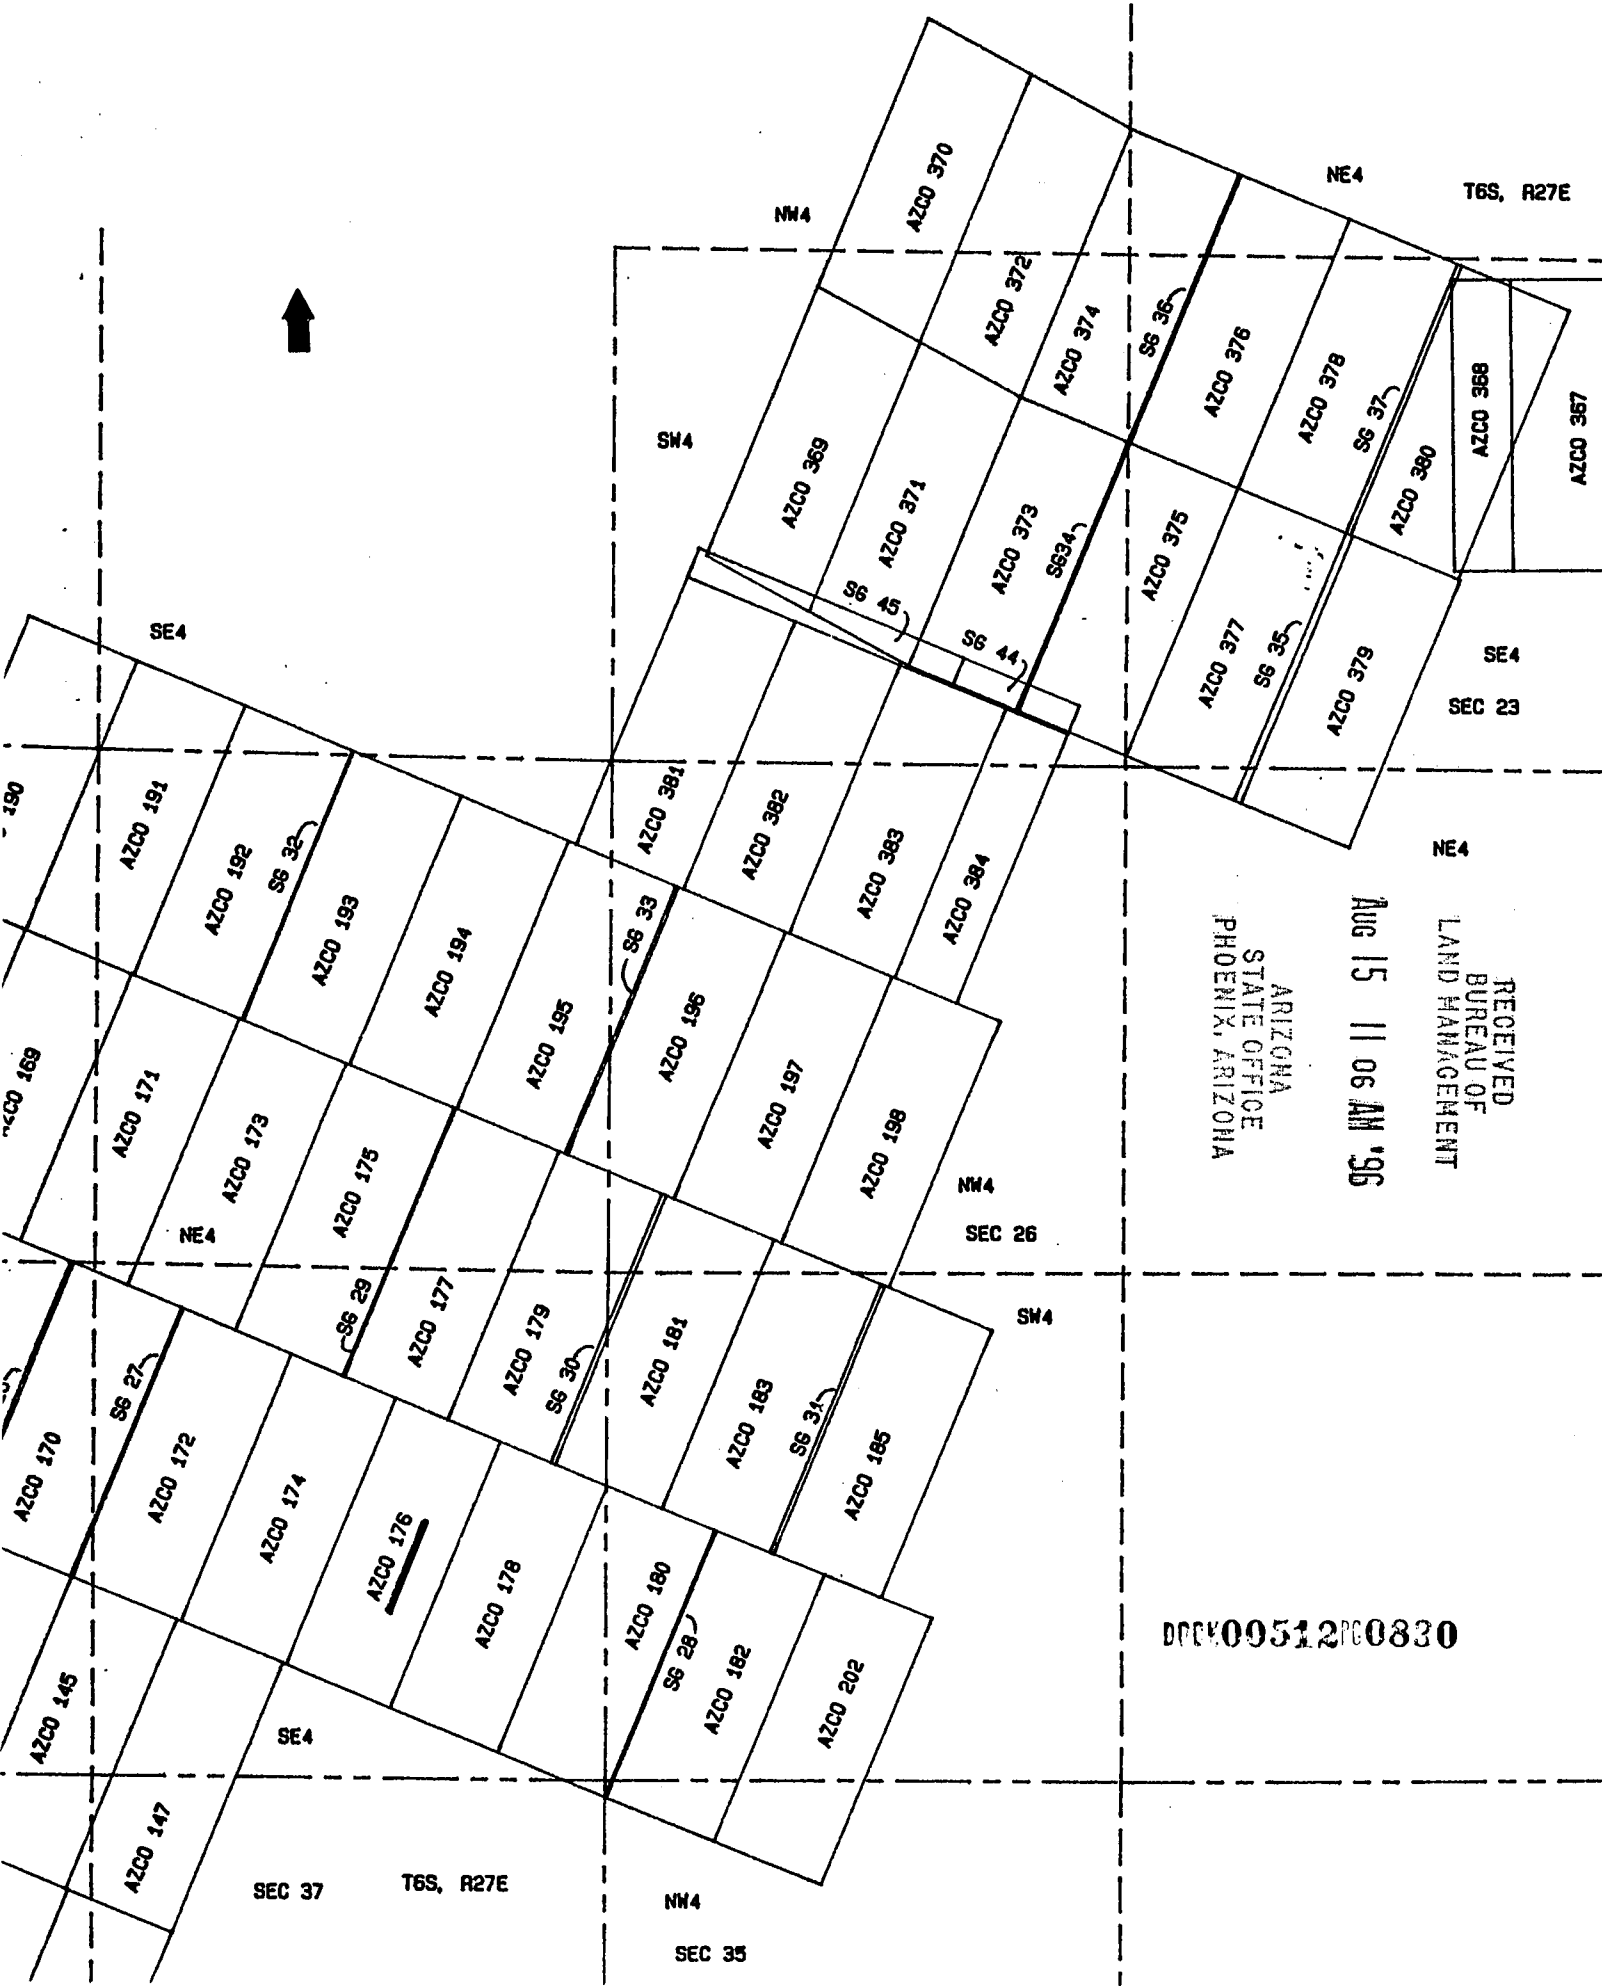 NE4
T6S, R27E
NW4
AZCO 370
AZCO 372
AZCO 374
SG 36
AZCO 376
AZCO 378
SG 37
AZCO 380
AZCO 368
AZCO 367
SW4
AZCO 369
AZCO 371
AZCO 373
SG34
AZCO 375
AZCO 377
SG 35
AZCO 379
SG 45
SG 44
SE4
SEC 23
SE4
190
AZCO 191
AZCO 192
SG 32
AZCO 193
AZCO 194
AZCO 195
SG 33
AZCO 381
AZCO 382
AZCO 383
AZCO 384
NE4
RECEIVED
BUREAU OF
LAND MANAGEMENT
AUG 15 11 06 AM '96
ARIZONA
STATE OFFICE
PHOENIX, ARIZONA
AZCO 196
AZCO 197
AZCO 198
NW4
SEC 26
AZCO 169
AZCO 171
AZCO 173
AZCO 175
NE4
SG 29
AZCO 177
AZCO 179
SG 30
AZCO 181
AZCO 183
SG 31
AZCO 185
SW4
AZCO 170
SG 27
AZCO 172
AZCO 174
AZCO 176
AZCO 178
AZCO 180
SG 28
AZCO 182
AZCO 202
00512 0830
AZCO 145
SE4
AZCO 147
SEC 37
T6S, R27E
NW4
SEC 35